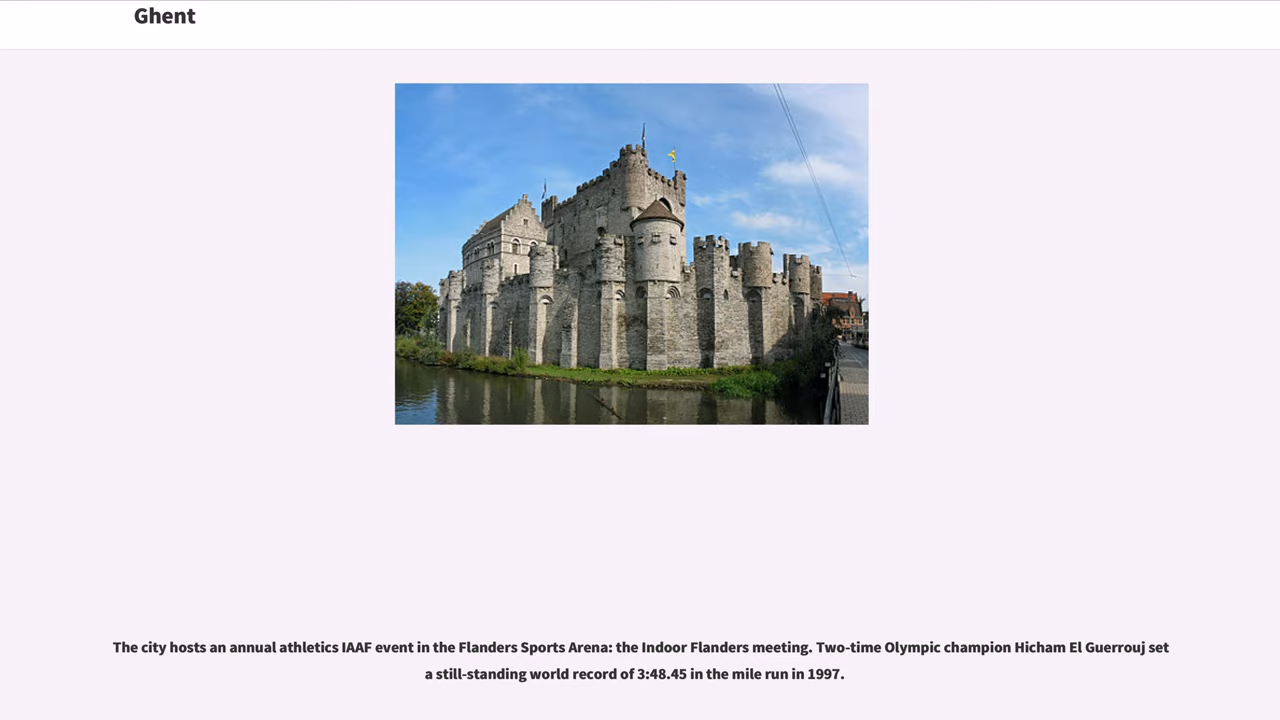 Ghent
The city hosts an annual athletics IAAF event in the Flanders Sports Arena: the Indoor Flanders meeting. Two-time Olympic champion Hicham El Guerrouj set
a still-standing world record of 3:48.45 in the mile run in 1997.